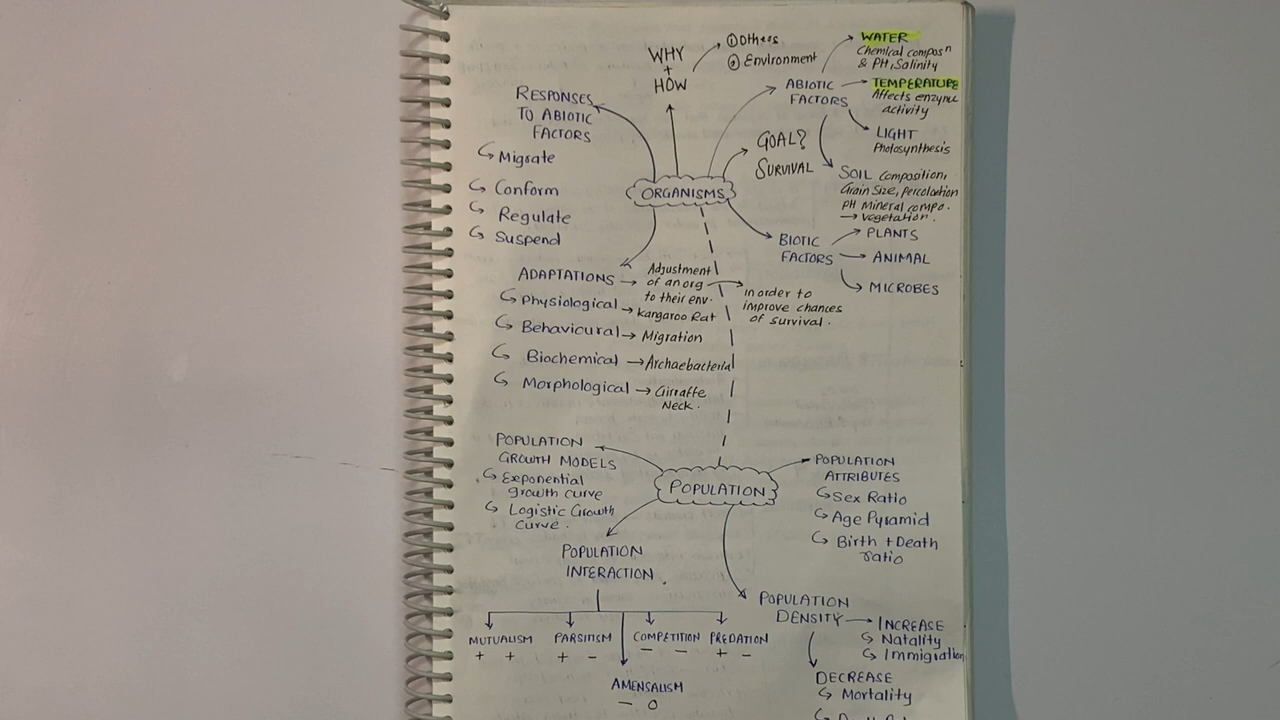 WHY
+
HOW
① Others
② Environment
ABIOTIC
FACTORS
WATER
Chemical composⁿ
& PH, Salinity
TEMPERATURE
Affects enzyme
activity
LIGHT
Photosynthesis
SOIL composition,
Grain Size, Percolation
PH Mineral compo.
→ Vegetation.
GOAL?
SURVIVAL
RESPONSES
TO ABIOTIC
FACTORS
Migrate
Conform
Regulate
Suspend
ORGANISMS
BIOTIC
FACTORS
PLANTS
ANIMAL
MICROBES
ADAPTATIONS →
Adjustment
of an org
to their env.
in order to
improve chances
of survival.
Physiological → Kangaroo Rat
Behavioural → Migration
Biochemical → Archaebacteria
Morphological → Girraffe
Neck.
POPULATION
GROWTH MODELS
Exponential
growth curve
Logistic Growth
Curve.
POPULATION
POPULATION
ATTRIBUTES
Sex Ratio
Age Pyramid
Birth + Death
ratio
POPULATION
INTERACTION
MUTUALISM
+ +
PARSITISM
+ −
COMPETITION
− −
PREDATION
+ −
AMENSALISM
− 0
POPULATION
DENSITY → INCREASE
Natality
Immigration
DECREASE
Mortality